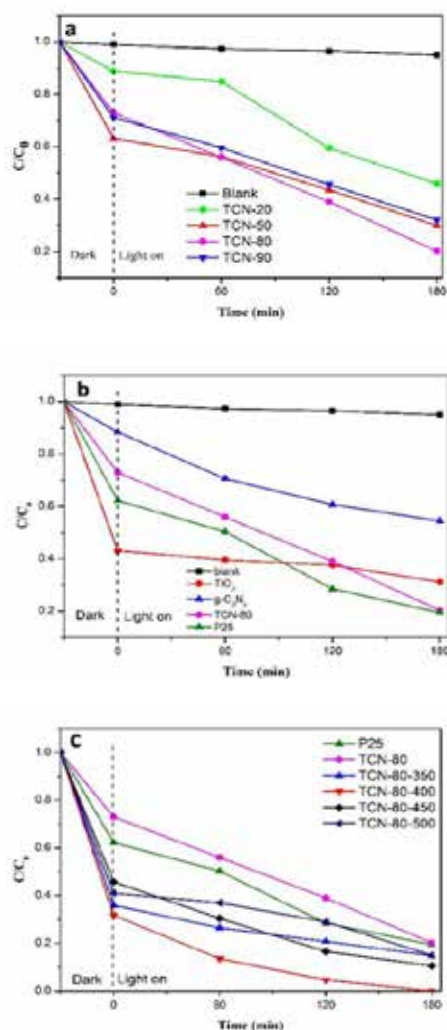 a
1.0
0.8
0.6
0.4
0.2
C/C0
Blank
TCN-20
TCN-50
TCN-80
TCN-90
Dark
Light on
0
60
120
180
Time (min)
b
1.0
0.8
0.6
0.4
0.2
blank
g-C3N4
TCN-80
P25
Dark
Light on
0
60
120
180
Time (min)
c
1.0
0.8
0.6
0.4
0.2
0.0
P25
TCN-80
TCN-80-350
TCN-80-400
TCN-80-450
TCN-80-500
Dark
Light on
0
60
120
180
Time (min)